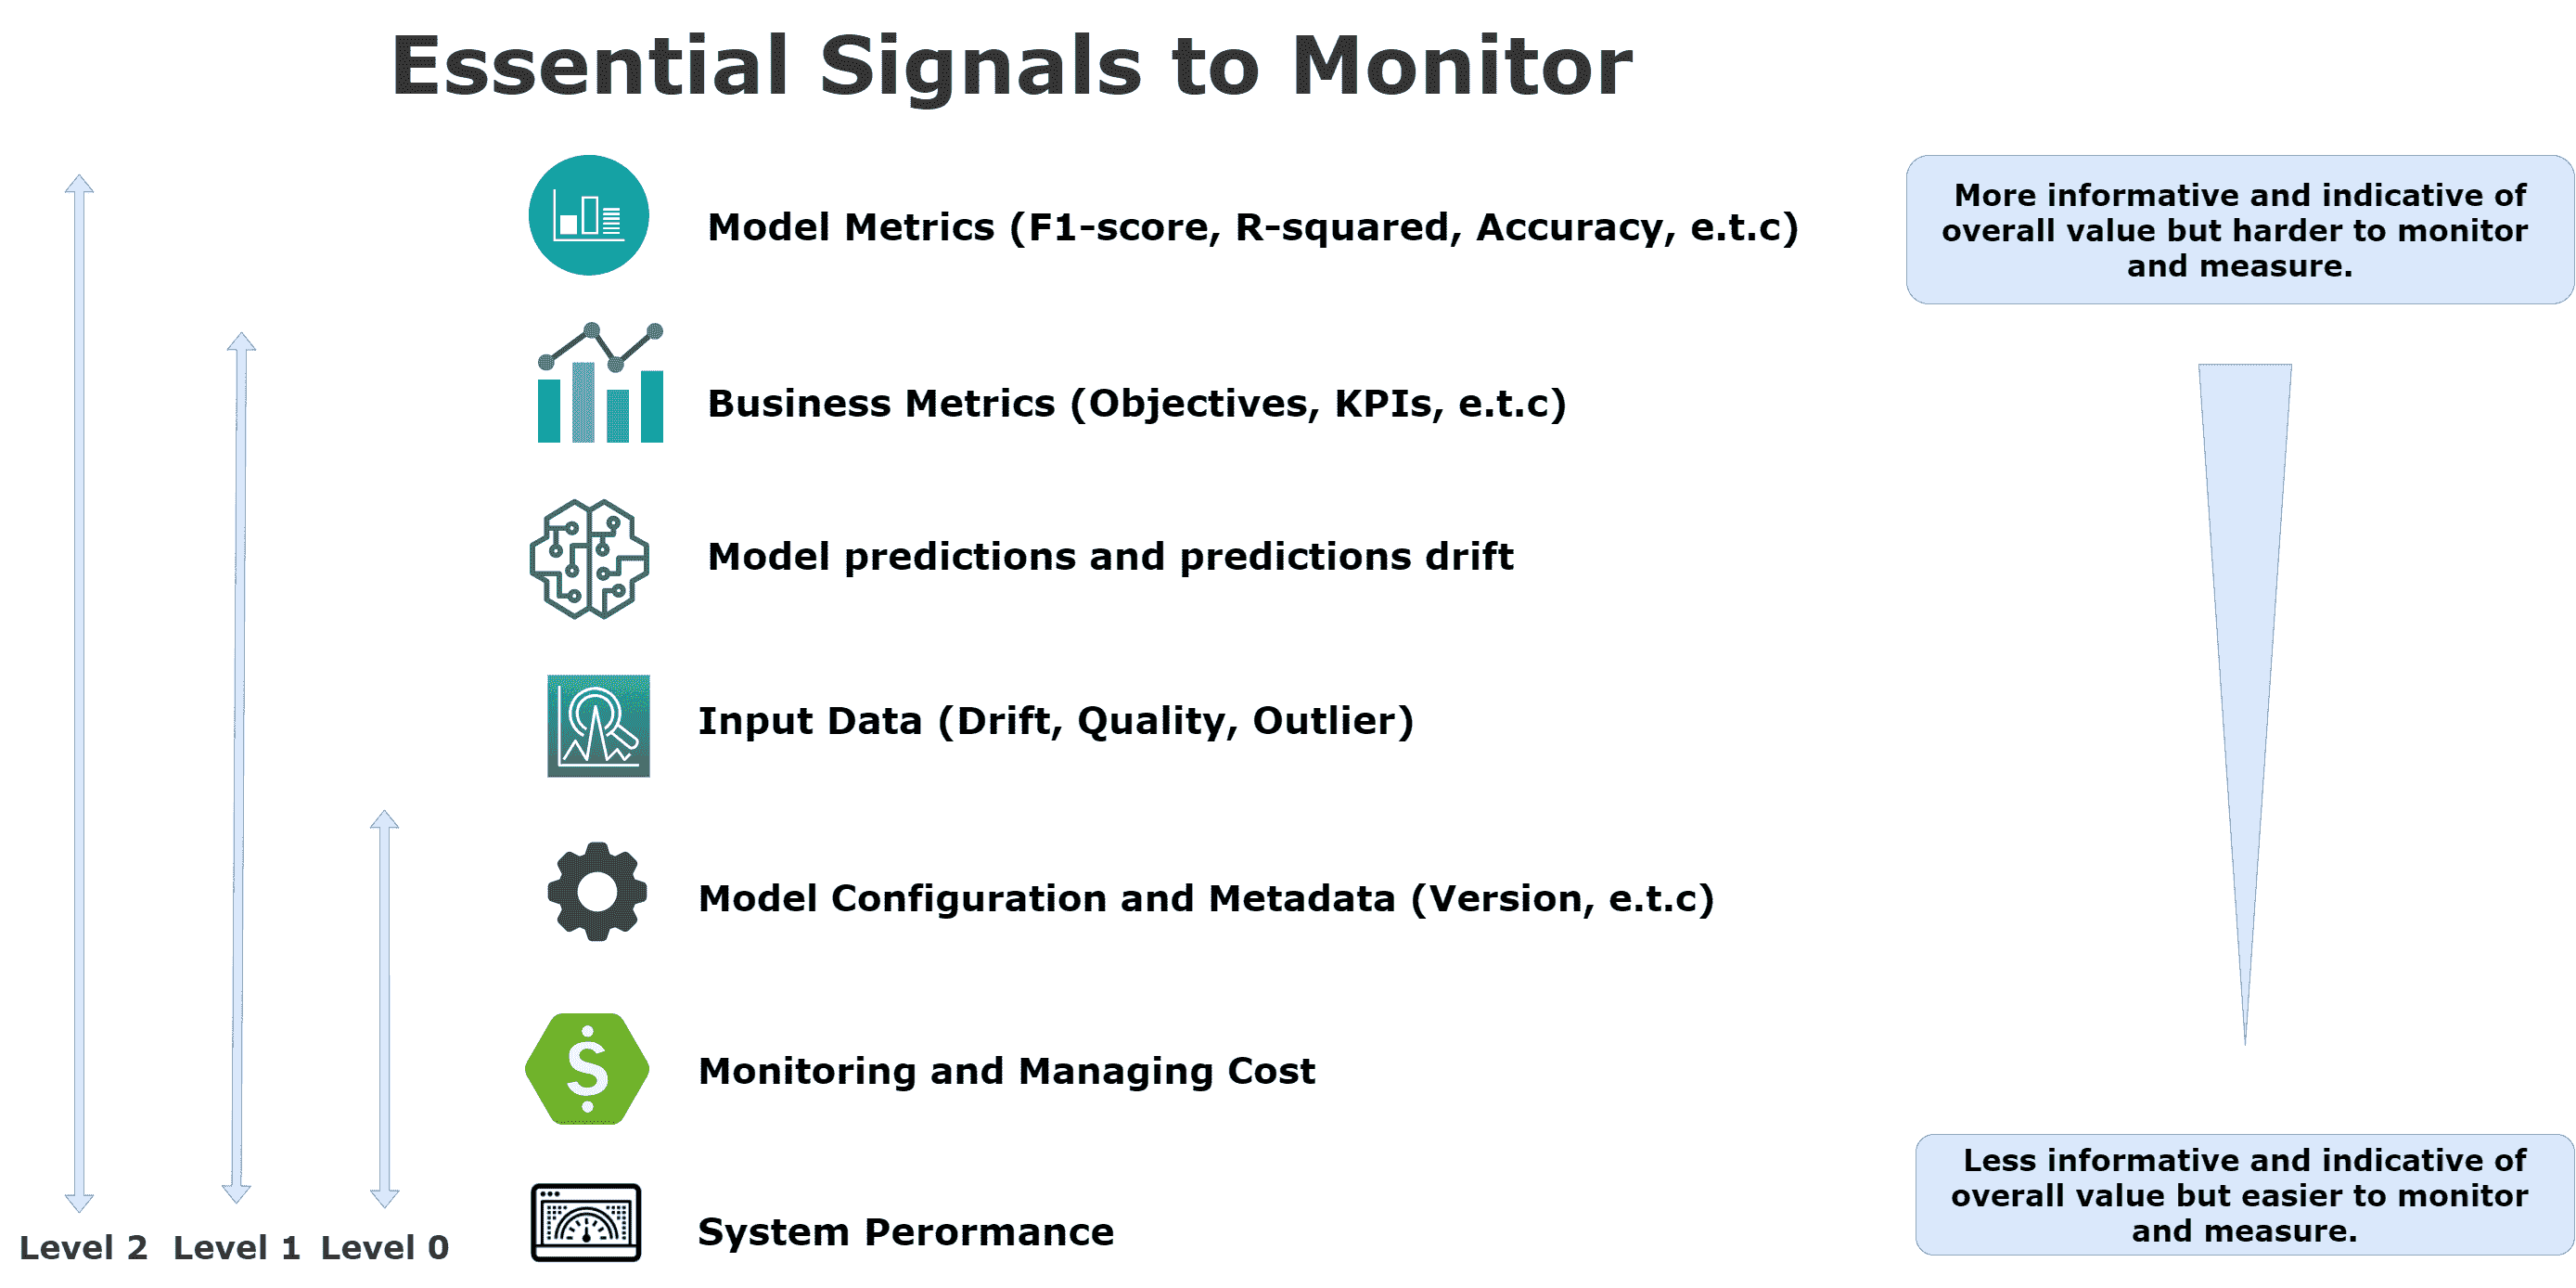 Essential Signals to Monitor
Model Metrics (F1-score, R-squared, Accuracy, e.t.c)
More informative and indicative of
overall value but harder to monitor
and measure.
Business Metrics (Objectives, KPIs, e.t.c)
Model predictions and predictions drift
Input Data (Drift, Quality, Outlier)
Model Configuration and Metadata (Version, e.t.c)
Monitoring and Managing Cost
System Perormance
Less informative and indicative of
overall value but easier to monitor
and measure.
Level 2
Level 1
Level 0